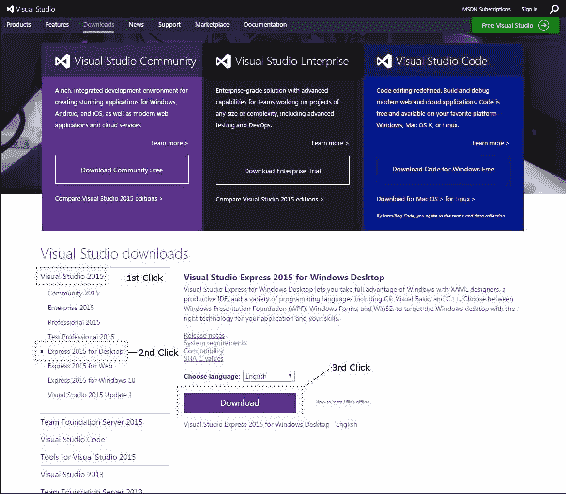 Visual Studio
MSDN Subscriptions Sign in
Products Features Downloads News Support Marketplace Documentation
Free Visual Studio
Visual Studio Community
A rich, integrated development environment for
creating stunning applications for Windows,
Android, and iOS, as well as modern web
applications and cloud services.
Learn more >
Download Community Free
Compare Visual Studio 2015 editions >
Visual Studio Enterprise
Enterprise-grade solution with advanced
capabilities for teams working on projects of
any size or complexity, including advanced
testing and DevOps.
Learn more >
Download Enterprise Trial
Compare Visual Studio 2015 editions >
Visual Studio Code
Code editing redefined. Build and debug
modern web and cloud applications. Code is
free and available on your favorite platform
Windows, Mac OS X, or Linux.
Learn more >
Download Code for Windows Free
Download for Mac OS > for Linux >
By installing Code, you agree to the terms and data collection
Visual Studio downloads
Visual Studio 2015
1st Click
Community 2015
Enterprise 2015
Professional 2015
Test Professional 2015
Express 2015 for Desktop
2nd Click
Express 2015 for Web
Express 2015 for Windows 10
Visual Studio 2015 Update 3
Team Foundation Server 2015
Visual Studio Code
Tools for Visual Studio 2015
Visual Studio 2013
Team Foundation Server 2013
Visual Studio Express 2015 for Windows Desktop
Visual Studio Express 2015 for Windows Desktop lets you take full advantage of Windows with XAML designers, a
productive IDE, and a variety of programming languages including C#, Visual Basic, and C++. Choose between
Windows Presentation Foundation (WPF), Windows Forms, and Win32 to target the Windows desktop with the
right technology for your application and your skills.
Release notes
System requirements
Compatibility
SHA-1 values
Choose language: English
3rd Click
Download
Visual Studio Express 2015 for Windows Desktop - English